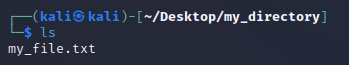 ┌──(kali㉿kali)-[~/Desktop/my_directory]
└─$ ls
my_file.txt